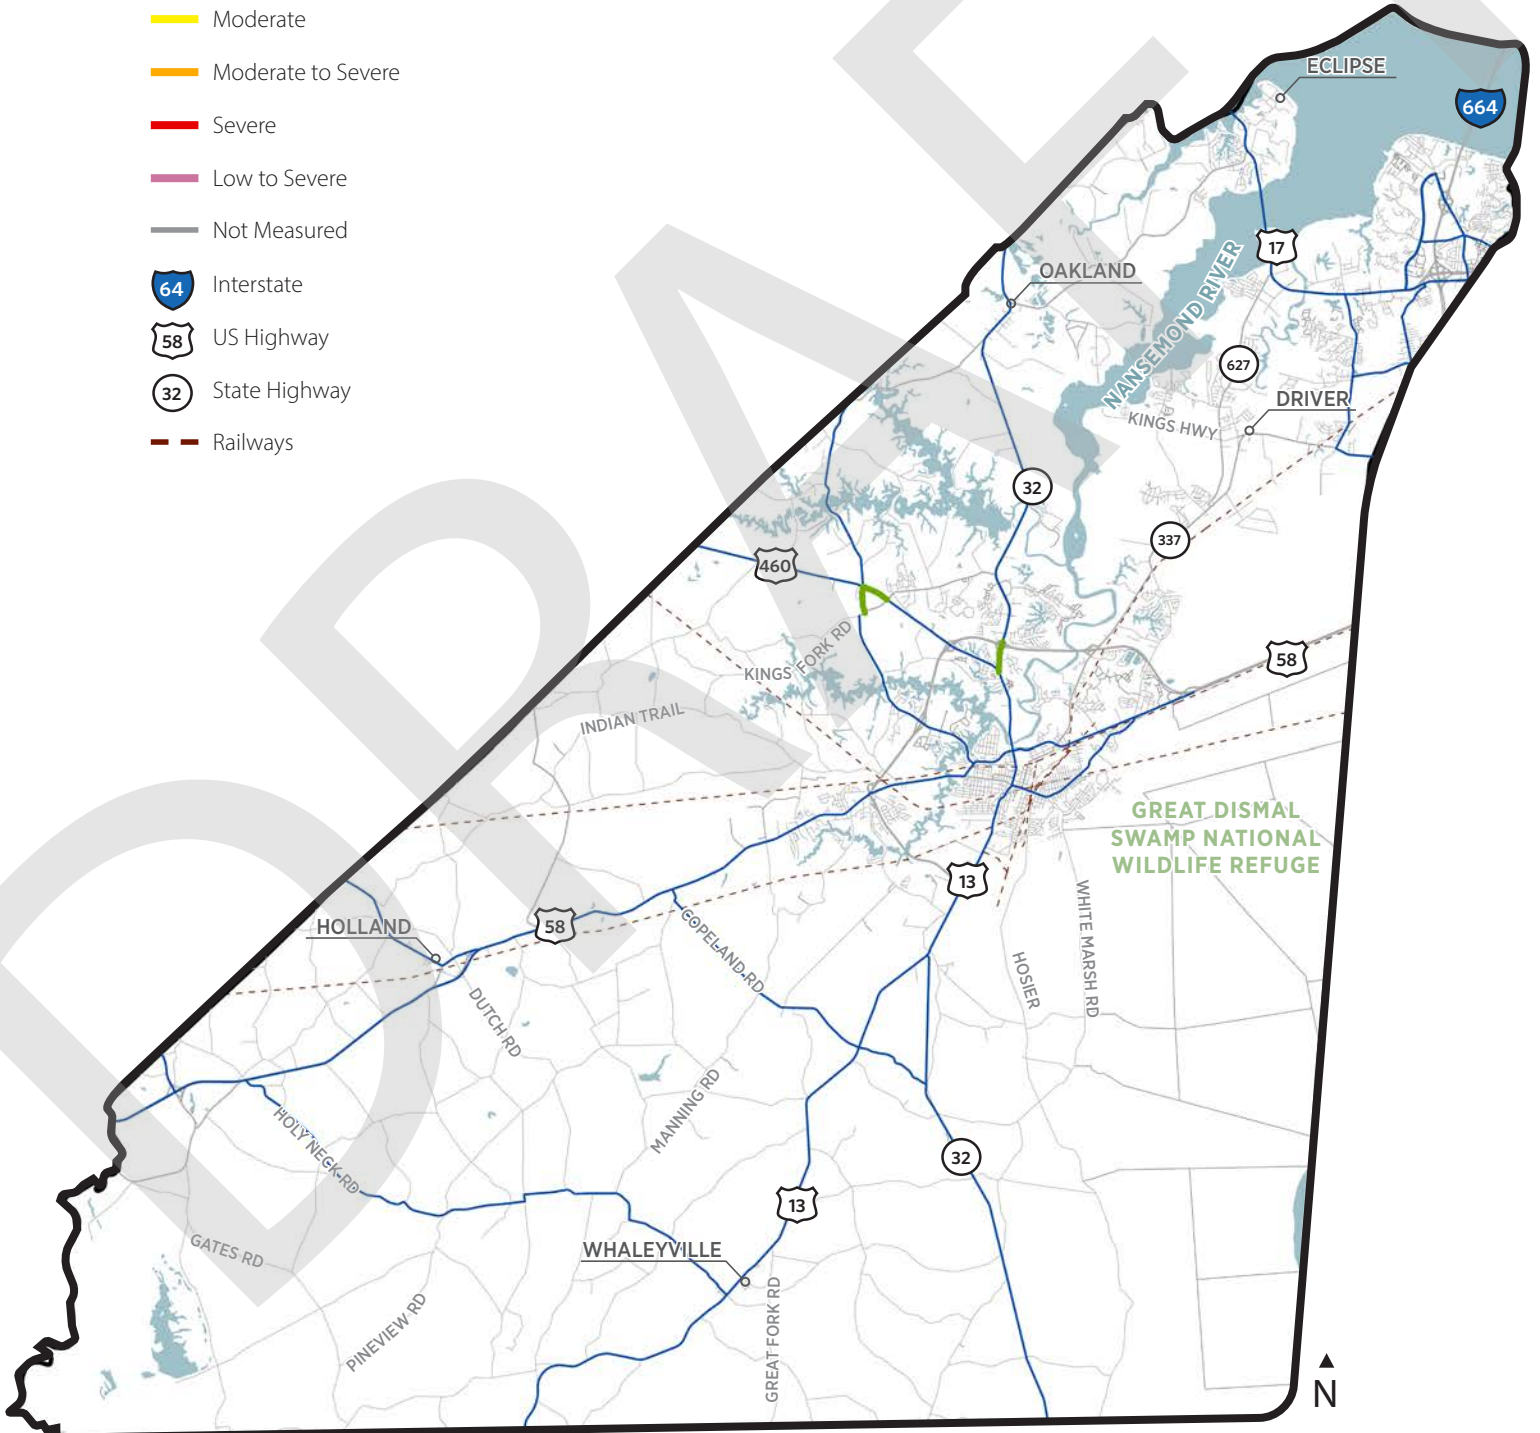 Moderate
Moderate to Severe
Severe
Low to Severe
Not Measured
64 Interstate
58 US Highway
32 State Highway
Railways
ECLIPSE
664
17
OAKLAND
NANSEMOND RIVER
627
DRIVER
KINGS HWY
32
337
460
KINGS FORK RD
58
INDIAN TRAIL
GREAT DISMAL
SWAMP NATIONAL
WILDLIFE REFUGE
13
HOLLAND
58
COPELAND RD
WHITE MARSH RD
HOSIER
DUTCH RD
MANNING RD
HOLY NECK RD
32
13
GATES RD
WHALEYVILLE
PINEVIEW RD
GREAT FORK RD
N
DRAFT